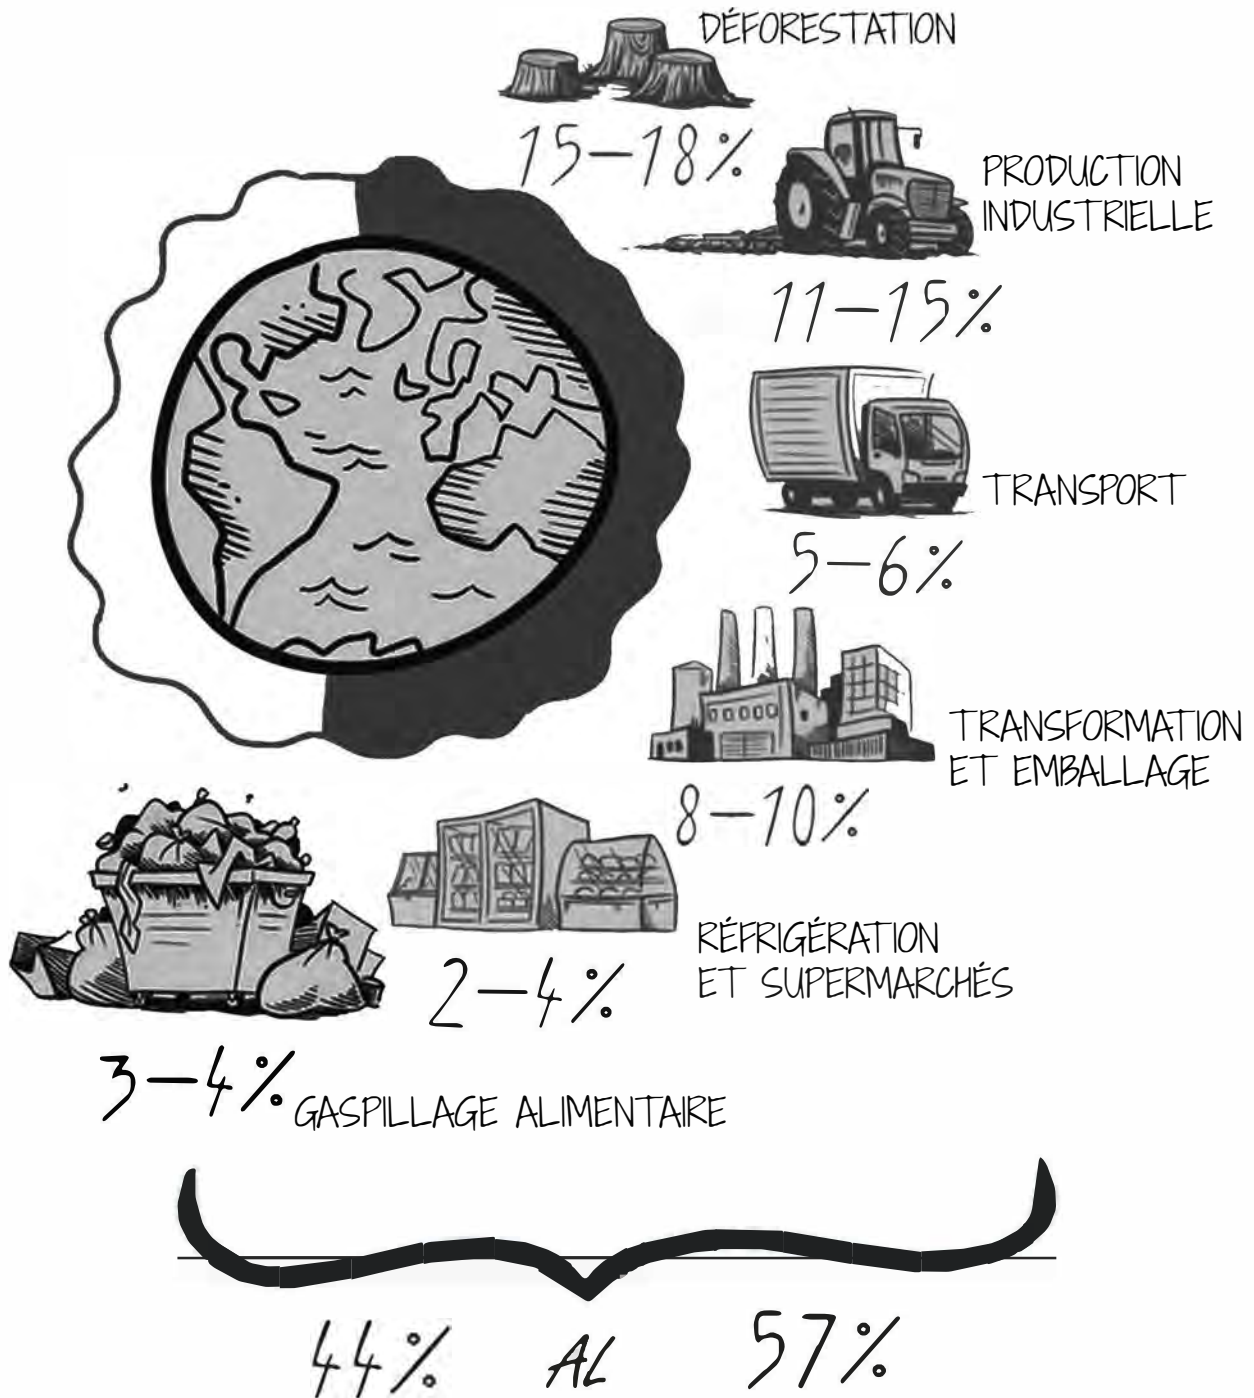 DÉFORESTATION
15–18%
PRODUCTION
INDUSTRIELLE
11–15%
TRANSPORT
5–6%
TRANSFORMATION
ET EMBALLAGE
8–10%
RÉFRIGÉRATION
ET SUPERMARCHÉS
2–4%
3–4% GASPILLAGE ALIMENTAIRE
44% AL 57%